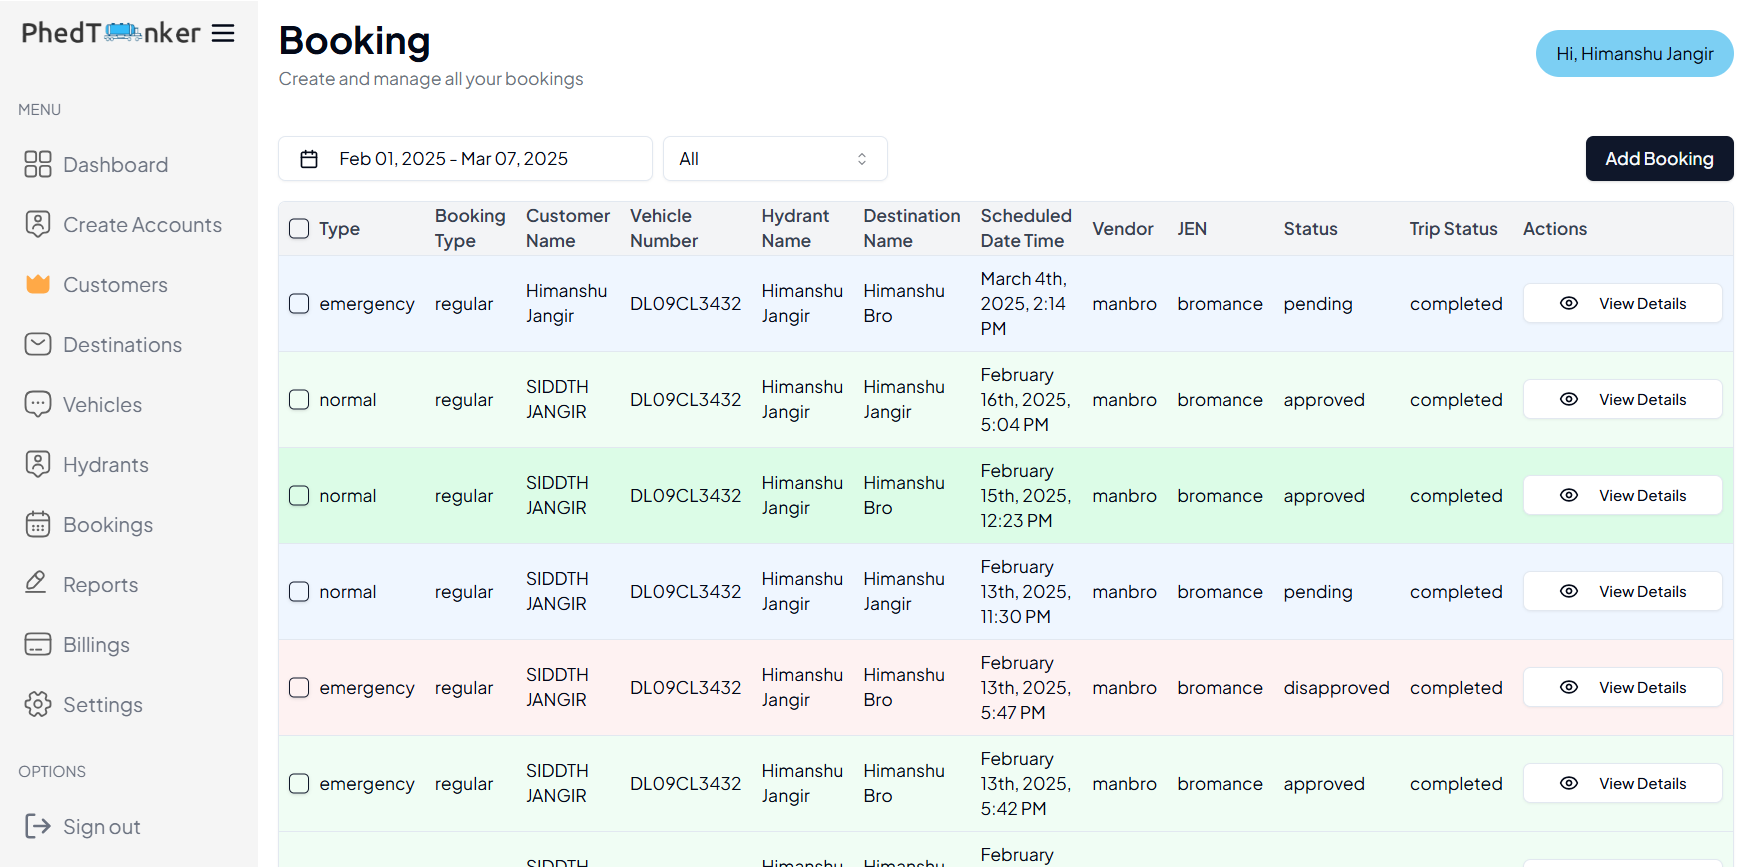 PhedT nker
MENU
Dashboard
Create Accounts
Customers
Destinations
Vehicles
Hydrants
Bookings
Reports
Billings
Settings
OPTIONS
Sign out
Booking
Create and manage all your bookings
Hi, Himanshu Jangir
Feb 01, 2025 - Mar 07, 2025
All
Add Booking
Type
Booking
Type
Customer
Name
Vehicle
Number
Hydrant
Name
Destination
Name
Scheduled
Date Time
Vendor
JEN
Status
Trip Status
Actions
emergency
regular
Himanshu
Jangir
DL09CL3432
Himanshu
Jangir
Himanshu
Bro
March 4th,
2025, 2:14
PM
manbro
bromance
pending
completed
View Details
normal
regular
SIDDTH
JANGIR
DL09CL3432
Himanshu
Jangir
Himanshu
Jangir
February
16th, 2025,
5:04 PM
manbro
bromance
approved
completed
View Details
normal
regular
SIDDTH
JANGIR
DL09CL3432
Himanshu
Jangir
Himanshu
Bro
February
15th, 2025,
12:23 PM
manbro
bromance
approved
completed
View Details
normal
regular
SIDDTH
JANGIR
DL09CL3432
Himanshu
Jangir
Himanshu
Jangir
February
13th, 2025,
11:30 PM
manbro
bromance
pending
completed
View Details
emergency
regular
SIDDTH
JANGIR
DL09CL3432
Himanshu
Jangir
Himanshu
Bro
February
13th, 2025,
5:47 PM
manbro
bromance
disapproved
completed
View Details
emergency
regular
SIDDTH
JANGIR
DL09CL3432
Himanshu
Jangir
Himanshu
Bro
February
13th, 2025,
5:42 PM
manbro
bromance
approved
completed
View Details
SIDDTH
Himanshu
Himanshu
February